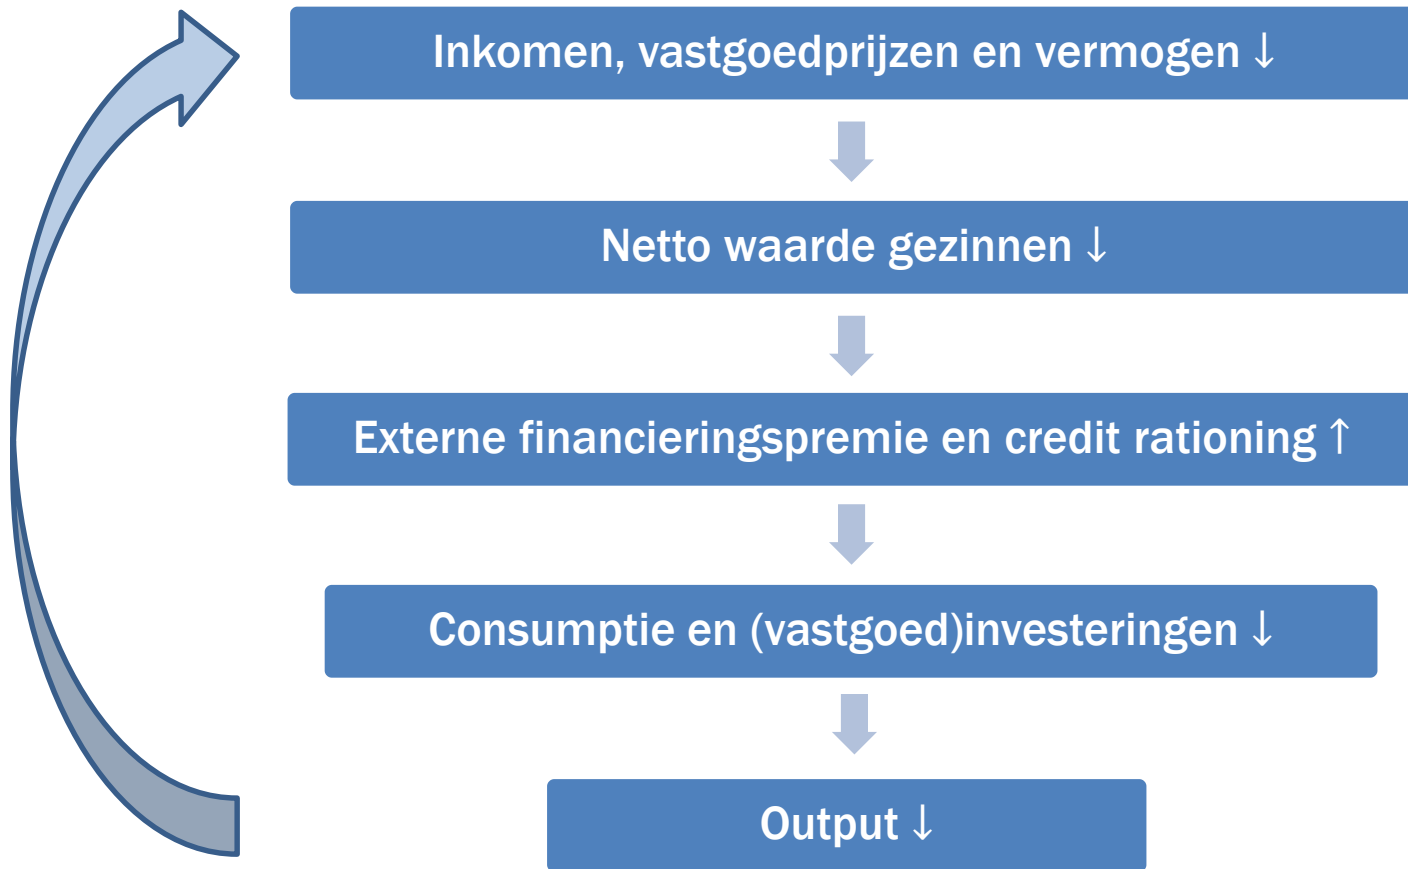 Inkomen, vastgoedprijzen en vermogen ↓
Netto waarde gezinnen ↓
Externe financieringspremie en credit rationing ↑
Consumptie en (vastgoed)investeringen ↓
Output ↓